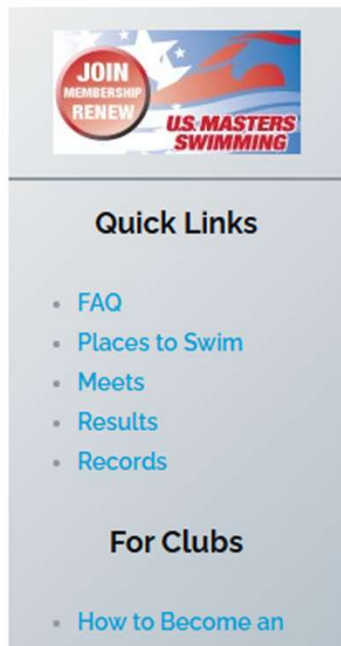 JOIN
MEMBERSHIP
RENEW
U.S. MASTERS
SWIMMING
Quick Links
FAQ
Places to Swim
Meets
Results
Records
For Clubs
How to Become an